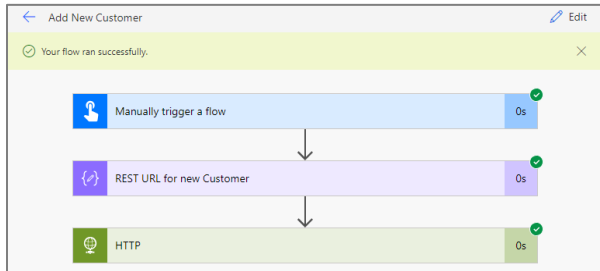 Add New Customer
Edit
Your flow ran successfully.
Manually trigger a flow
0s
REST URL for new Customer
0s
HTTP
0s